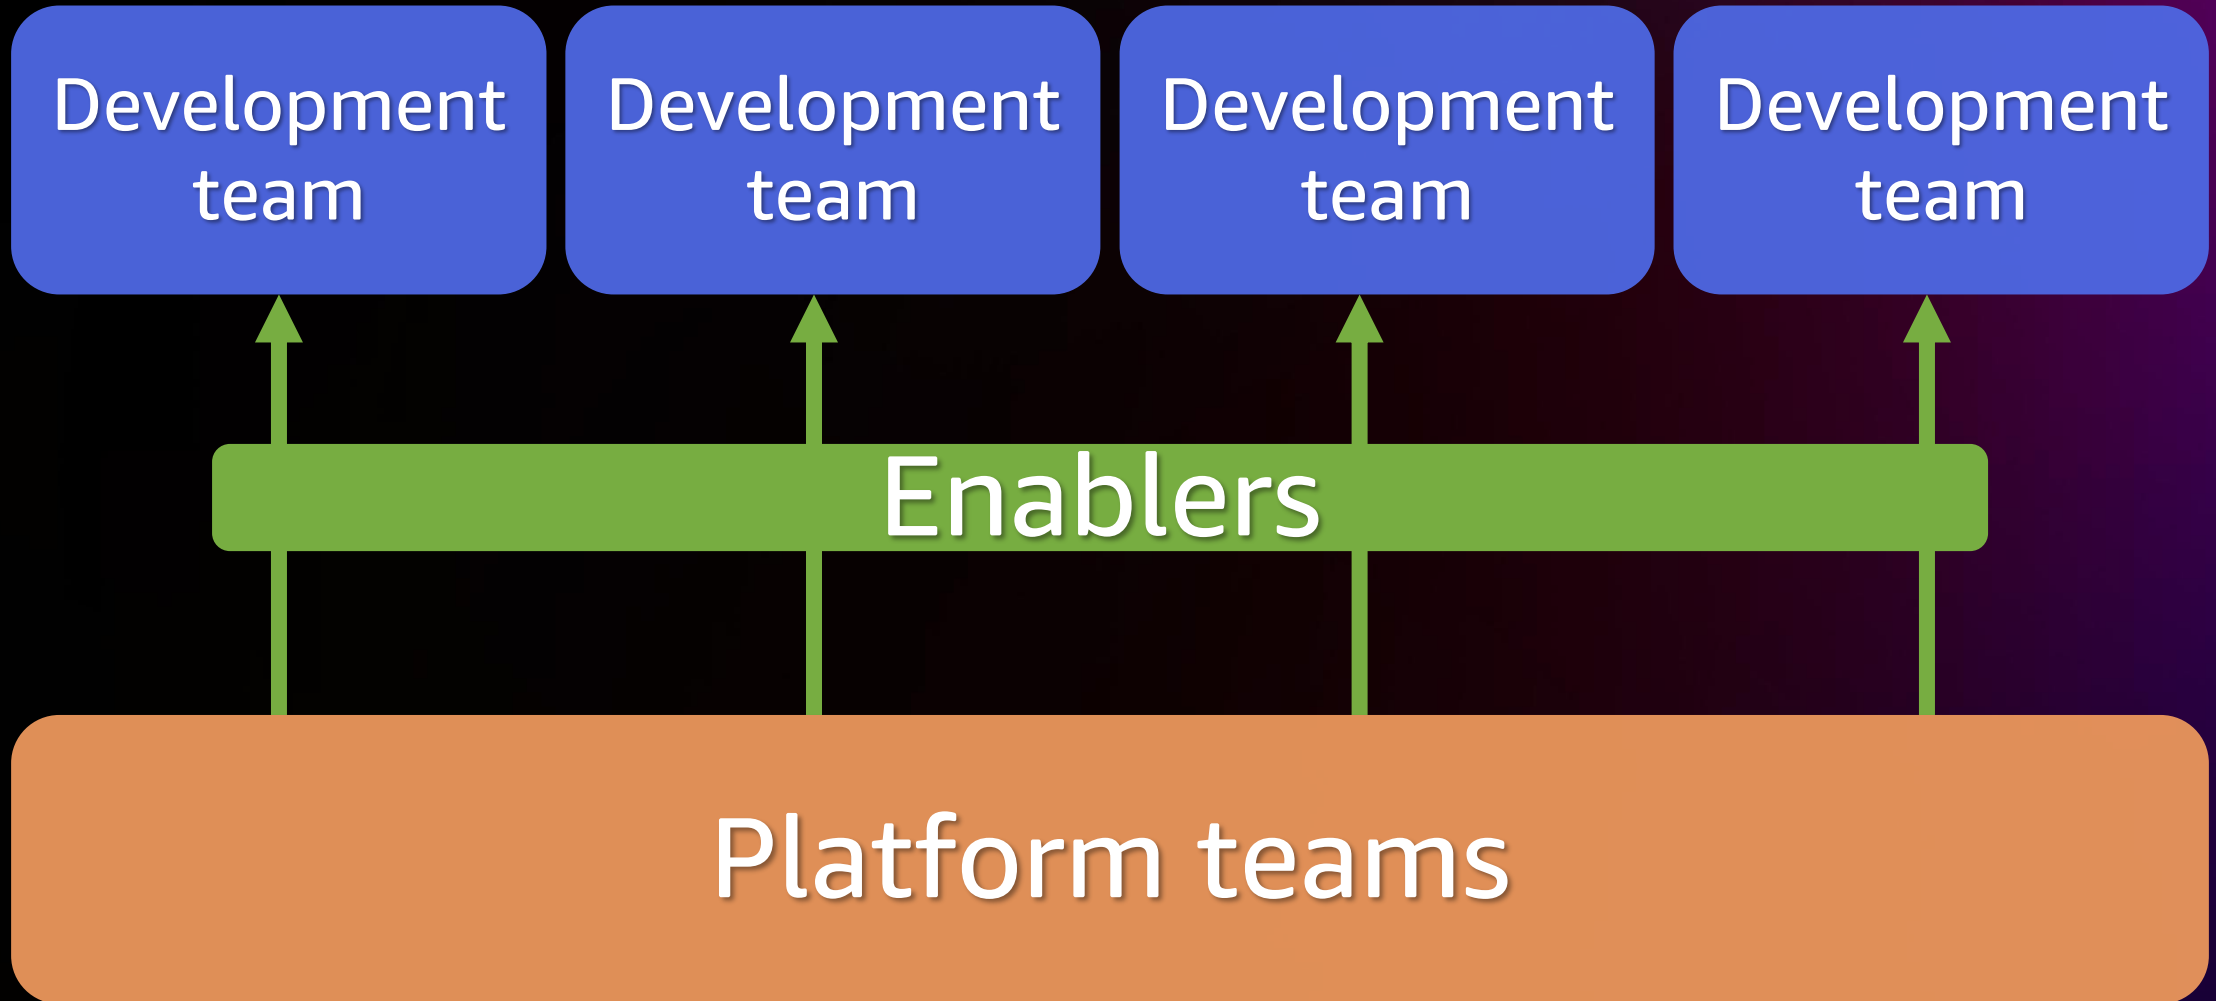 Development
team
Development
team
Development
team
Development
team
Enablers
Platform teams